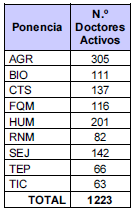 Ponencia N.º Doctores Activos
AGR 305
BIO 111
CTS 137
FQM 116
HUM 201
RNM 82
SEJ 142
TEP 66
TIC 63
TOTAL 1223